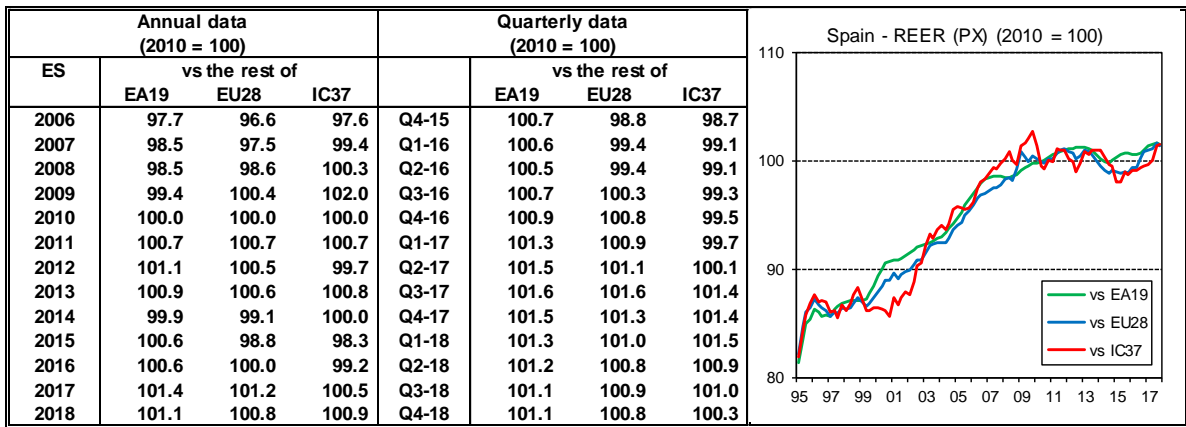 Annual data Quarterly data
(2010 = 100) (2010 = 100)
ES vs the rest of vs the rest of
EA19 EU28 IC37 EA19 EU28 IC37
2006 97.7 96.6 97.6 Q4-15 100.7 98.8 98.7
2007 98.5 97.5 99.4 Q1-16 100.6 99.4 99.1
2008 98.5 98.6 100.3 Q2-16 100.5 99.4 99.1
2009 99.4 100.4 102.0 Q3-16 100.7 100.3 99.3
2010 100.0 100.0 100.0 Q4-16 100.9 100.8 99.5
2011 100.7 100.7 100.7 Q1-17 101.3 100.9 99.7
2012 101.1 100.5 99.7 Q2-17 101.5 101.1 100.1
2013 100.9 100.6 100.8 Q3-17 101.6 101.6 101.4
2014 99.9 99.1 100.0 Q4-17 101.5 101.3 101.4
2015 100.6 98.8 98.3 Q1-18 101.3 101.0 101.5
2016 100.6 100.0 99.2 Q2-18 101.2 100.8 100.9
2017 101.4 101.2 100.5 Q3-18 101.1 100.9 101.0
2018 101.1 100.8 100.9 Q4-18 101.1 100.8 100.3
Spain - REER (PX) (2010 = 100)
110
100
90
80
vs EA19
vs EU28
vs IC37
95 97 99 01 03 05 07 09 11 13 15 17